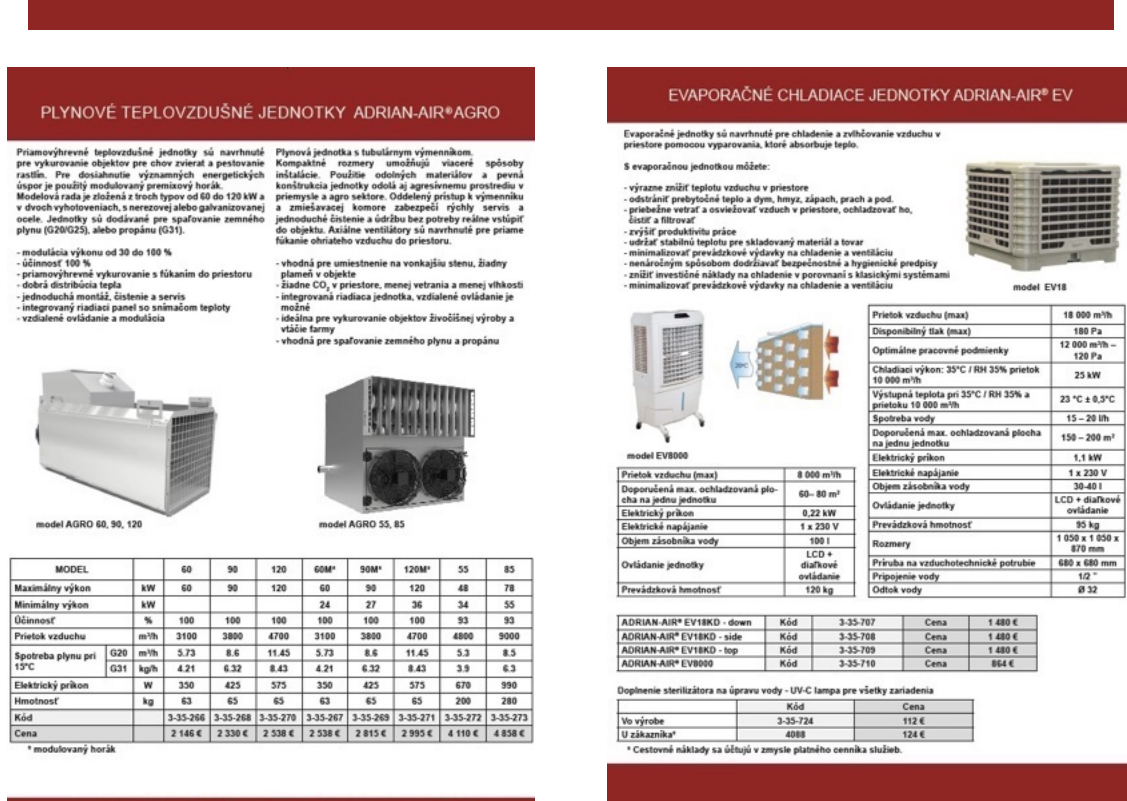 PLYNOVÉ TEPLOVZDUŠNÉ JEDNOTKY ADRIAN-AIR®AGRO
Priamovýhrevné teplovzdušné jednotky sú navrhnuté
pre vykurovanie objektov pre chov zvierat a pestovanie
rastlín. Pre dosiahnutie významných energetických
úspor je použitý modulovaný premixový horák.
Modelová rada je zložená z troch typov od 60 do 120 kW a
v dvoch vyhotoveniach, s nerezovej alebo galvanizovanej
ocele. Jednotky sú dodávané pre spaľovanie zemného
plynu (G20/G25), alebo propánu (G31).
- modulácia výkonu od 30 do 100 %
- účinnosť 100 %
- priamovýhrevné vykurovanie s fúkaním do priestoru
- dobrá distribúcia tepla
- jednoduchá montáž, čistenie a servis
- integrovaný riadiaci panel so snímačom teploty
- vzdialené ovládanie a modulácia
Plynová jednotka s tubulárnym výmenníkom.
Kompaktné rozmery umožňujú viaceré spôsoby
inštalácie. Použitie odolných materiálov a pevná
konštrukcia jednotky odolá aj agresívnemu prostrediu v
priemysle a agro sektore. Oddelený prístup k výmenníku
a zmiešavacej komore zabezpečí rýchly servis a
jednoduché čistenie a údržbu bez potreby reálne vstúpiť
do objektu. Axiálne ventilátory sú navrhnuté pre priame
fúkanie ohriateho vzduchu do priestoru.
- vhodná pre umiestnenie na vonkajšiu stenu, žiadny
plameň v objekte
- žiadne CO2 v priestore, menej vetrania a menej vlhkosti
- integrovaná riadiaca jednotka, vzdialené ovládanie je
možné
- ideálna pre vykurovanie objektov živočíšnej výroby a
vtáčie farmy
- vhodná pre spaľovanie zemného plynu a propánu
model AGRO 60, 90, 120
model AGRO 55, 85
MODEL 60 90 120 60M* 90M* 120M* 55 85
Maximálny výkon kW 60 90 120 60 90 120 48 78
Minimálny výkon kW 24 27 36 34 55
Účinnosť % 100 100 100 100 100 100 93 93
Prietok vzduchu m³/h 3100 3800 4700 3100 3800 4700 4800 9000
Spotreba plynu pri 15°C G20 m³/h 5.73 8.6 11.45 5.73 8.6 11.45 5.3 8.5
G31 kg/h 4.21 6.32 8.43 4.21 6.32 8.43 3.9 6.3
Elektrický príkon W 350 425 575 350 425 575 670 990
Hmotnosť kg 63 65 65 63 65 65 200 280
Kód 3-35-266 3-35-268 3-35-270 3-35-267 3-35-269 3-35-271 3-35-272 3-35-273
Cena 2 146 € 2 330 € 2 538 € 2 538 € 2 815 € 2 995 € 4 110 € 4 858 €
* modulovaný horák
EVAPORAČNÉ CHLADIACE JEDNOTKY ADRIAN-AIR® EV
Evaporačné jednotky sú navrhnuté pre chladenie a zvlhčovanie vzduchu v
priestore pomocou vyparovania, ktoré absorbuje teplo.
S evaporačnou jednotkou môžete:
- výrazne znížiť teplotu vzduchu v priestore
- odstrániť prebytočné teplo a dym, hmyz, zápach, prach a pod.
- priebežne vetrať a osviežovať vzduch v priestore, ochladzovať ho,
čistiť a filtrovať
- zvýšiť produktivitu práce
- udržať stabilnú teplotu pre skladovaný materiál a tovar
- minimalizovať prevádzkové výdavky na chladenie a ventiláciu
- nenáročným spôsobom dodržiavať bezpečnostné a hygienické predpisy
- znížiť investičné náklady na chladenie v porovnaní s klasickými systémami
- minimalizovať prevádzkové výdavky na chladenie a ventiláciu
model EV18
20°C
model EV8000
Prietok vzduchu (max) 8 000 m³/h
Doporučená max. ochladzovaná plo-
cha na jednu jednotku 60– 80 m²
Elektrický príkon 0,22 kW
Elektrické napájanie 1 x 230 V
Objem zásobníka vody 100 l
Ovládanie jednotky LCD + diaľkové ovládanie
Prevádzková hmotnosť 120 kg
Prietok vzduchu (max) 18 000 m³/h
Disponibilný tlak (max) 180 Pa
Optimálne pracovné podmienky 12 000 m³/h – 120 Pa
Chladiaci výkon: 35°C / RH 35% prietok
10 000 m³/h 25 kW
Výstupná teplota pri 35°C / RH 35% a
prietoku 10 000 m³/h 23 °C ± 0,5°C
Spotreba vody 15 – 20 l/h
Doporučená max. ochladzovaná plocha
na jednu jednotku 150 – 200 m²
Elektrický príkon 1,1 kW
Elektrické napájanie 1 x 230 V
Objem zásobníka vody 30-40 l
Ovládanie jednotky LCD + diaľkové ovládanie
Prevádzková hmotnosť 95 kg
Rozmery 1 050 x 1 050 x 870 mm
Príruba na vzduchotechnické potrubie 680 x 680 mm
Pripojenie vody 1/2 "
Odtok vody Ø 32
ADRIAN-AIR® EV18KD - down Kód 3-35-707 Cena 1 480 €
ADRIAN-AIR® EV18KD - side Kód 3-35-708 Cena 1 480 €
ADRIAN-AIR® EV18KD - top Kód 3-35-709 Cena 1 480 €
ADRIAN-AIR® EV8000 Kód 3-35-710 Cena 864 €
Doplnenie sterilizátora na úpravu vody - UV-C lampa pre všetky zariadenia
Kód Cena
Vo výrobe 3-35-724 112 €
U zákazníka* 4088 124 €
* Cestovné náklady sa účtujú v zmysle platného cenníka služieb.